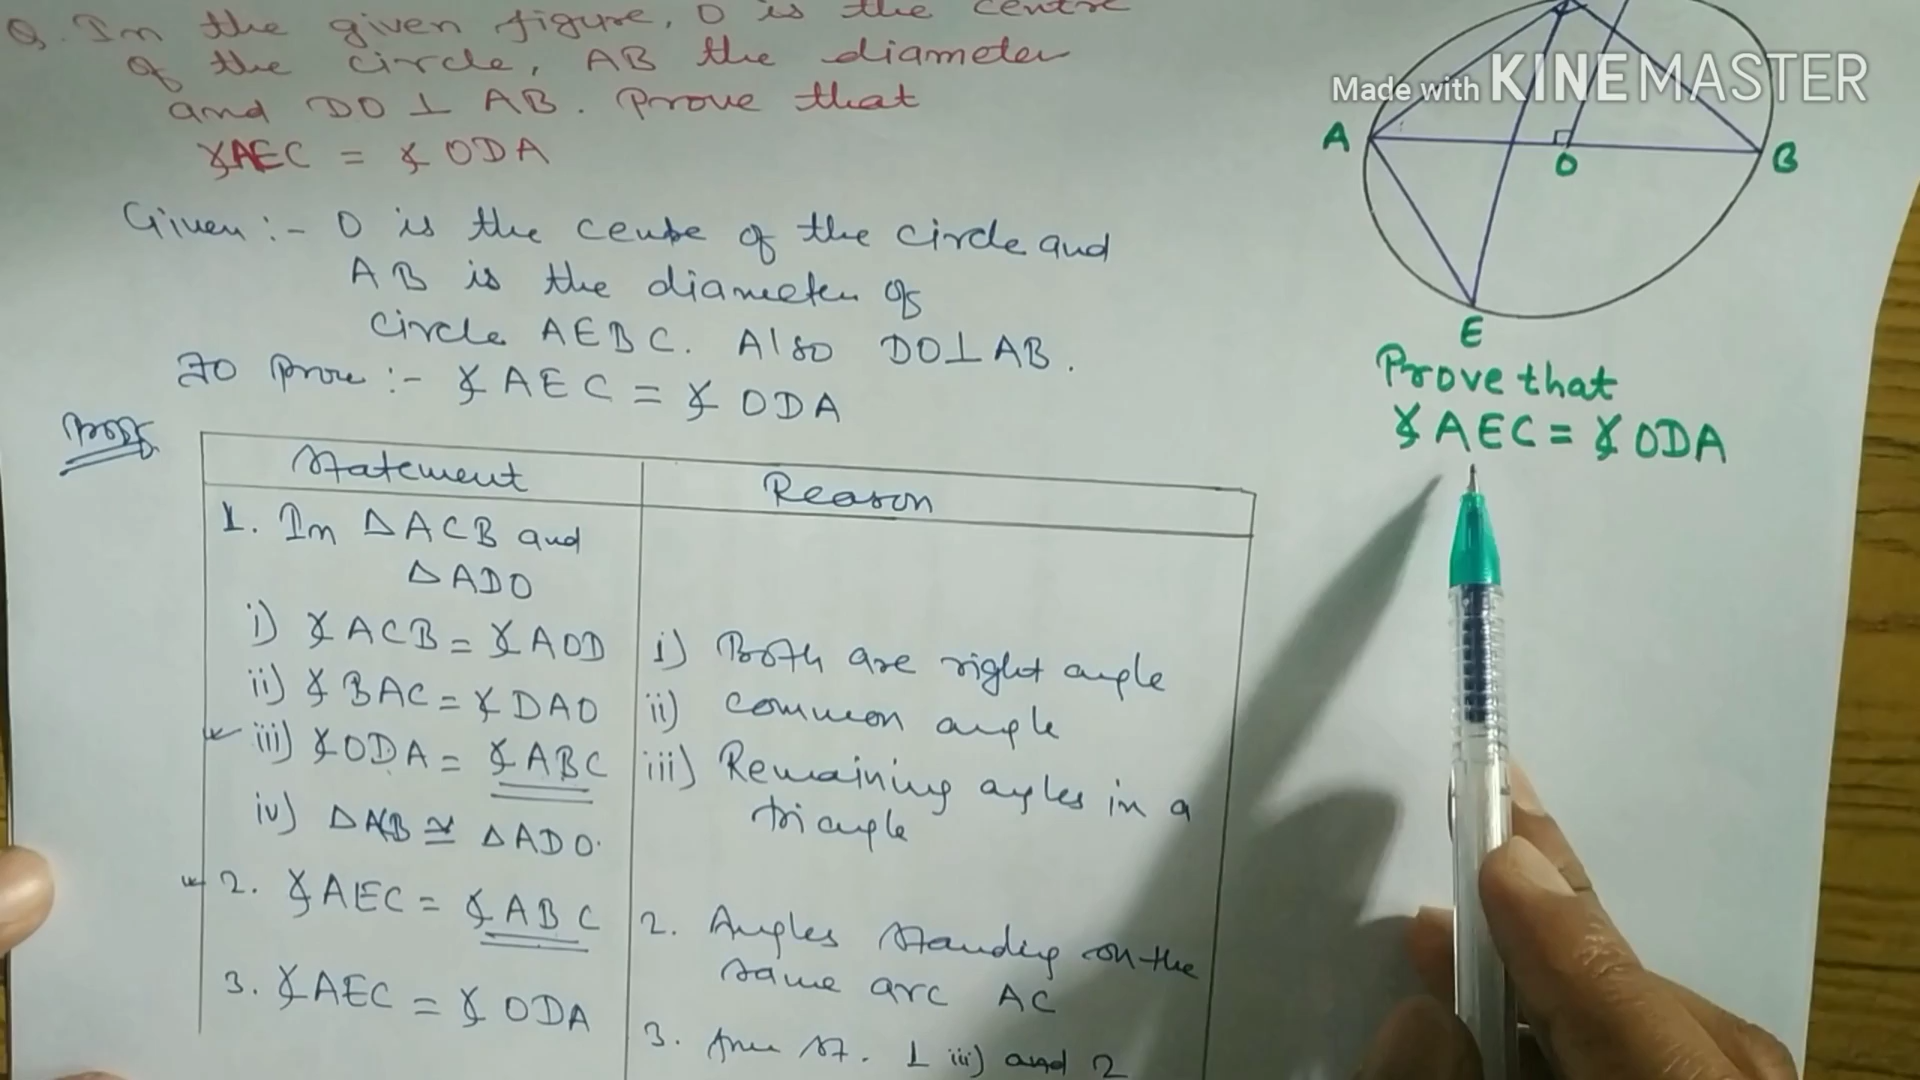 Q. In the given figure, O is the centre
of the circle, AB the diameter
and DO ⊥ AB. Prove that
∡AEC = ∡ODA
Given :- O is the centre of the circle and
AB is the diameter of
circle AEBC. Also DO⊥AB.
To prove :- ∡AEC = ∡ODA
Proof
Statement
Reason
1. In △ACB and
△ADO
i) ∡ACB = ∡AOD
i) Both are right angle
ii) ∡BAC = ∡DAO
ii) common angle
iii) ∡ODA = ∡ABC
iii) Remaining angles in a
triangle
iv) △ACB ≅ △ADO.
2. ∡AEC = ∡ABC
2. Angles standing on the
same arc AC
3. ∡AEC = ∡ODA
3. from st. 1 iii) and 2
Made with KINEMASTER
A
O
B
E
Prove that
∡AEC = ∡ODA